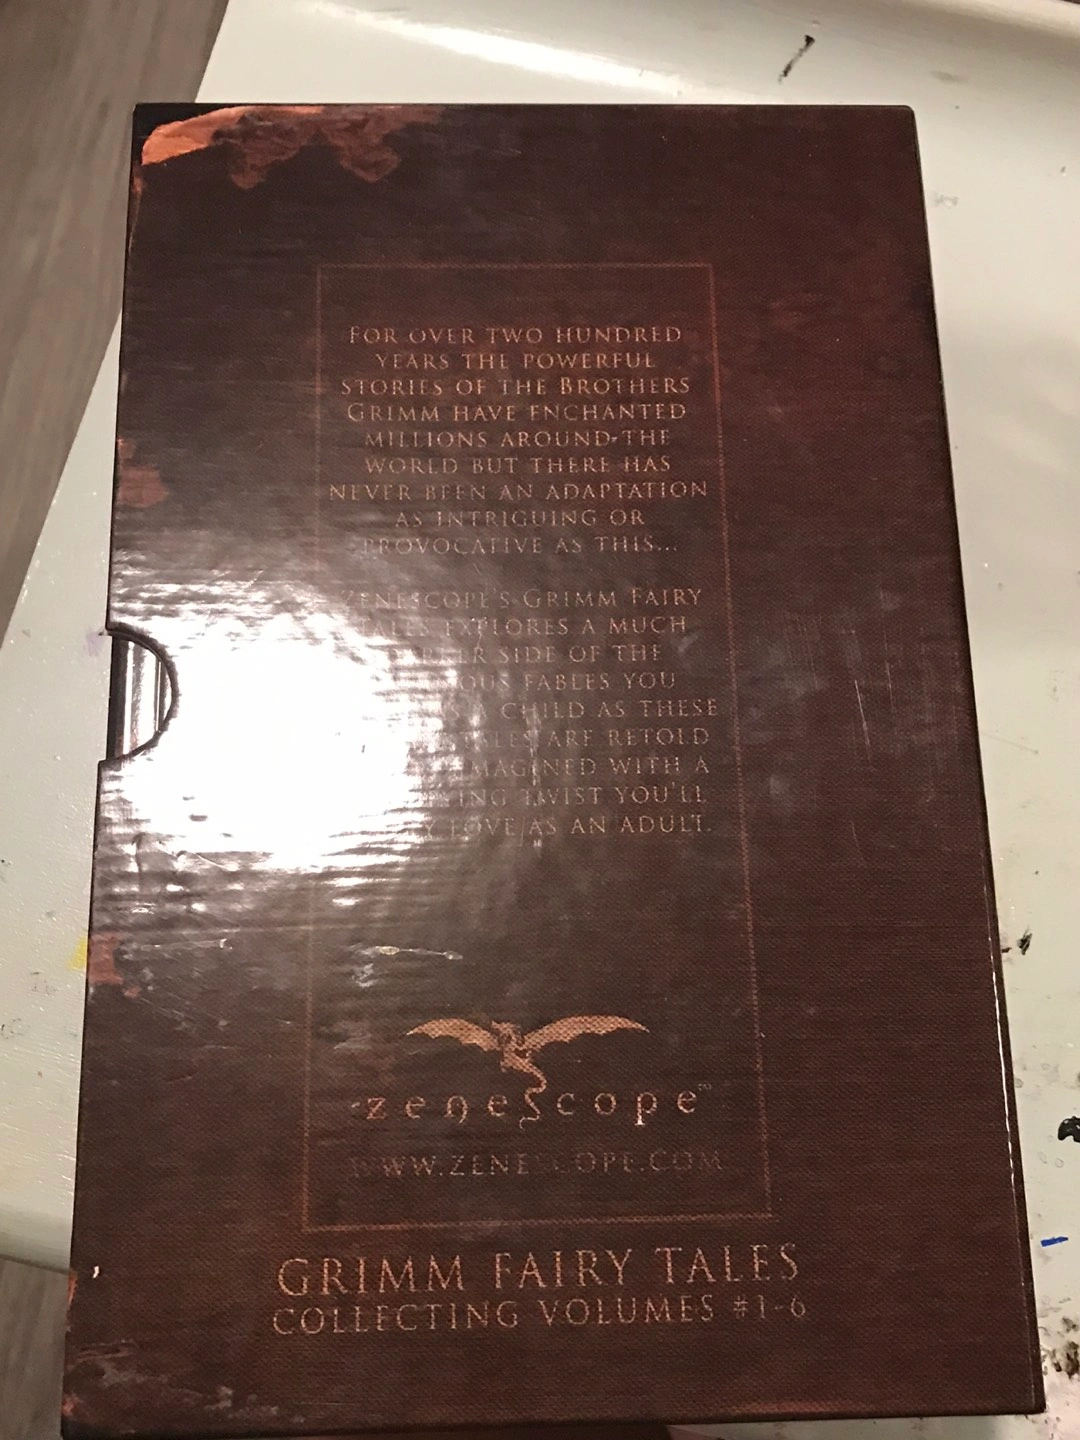 FOR OVER TWO HUNDRED
YEARS THE POWERFUL
STORIES OF THE BROTHERS
GRIMM HAVE ENCHANTED
MILLIONS AROUND THE
WORLD BUT THERE HAS
NEVER BEEN AN ADAPTATION
AS INTRIGUING OR
PROVOCATIVE AS THIS...
ZENESCOPE'S GRIMM FAIRY
TALES EXPLORES A MUCH
SIDE OF THE
FABLES YOU
A CHILD AS THESE
ARE RETOLD
WITH A
TWIST YOU'LL
LOVE AS AN ADULT.
zenescope™
WWW.ZENESCOPE.COM
GRIMM FAIRY TALES
COLLECTING VOLUMES #1-6